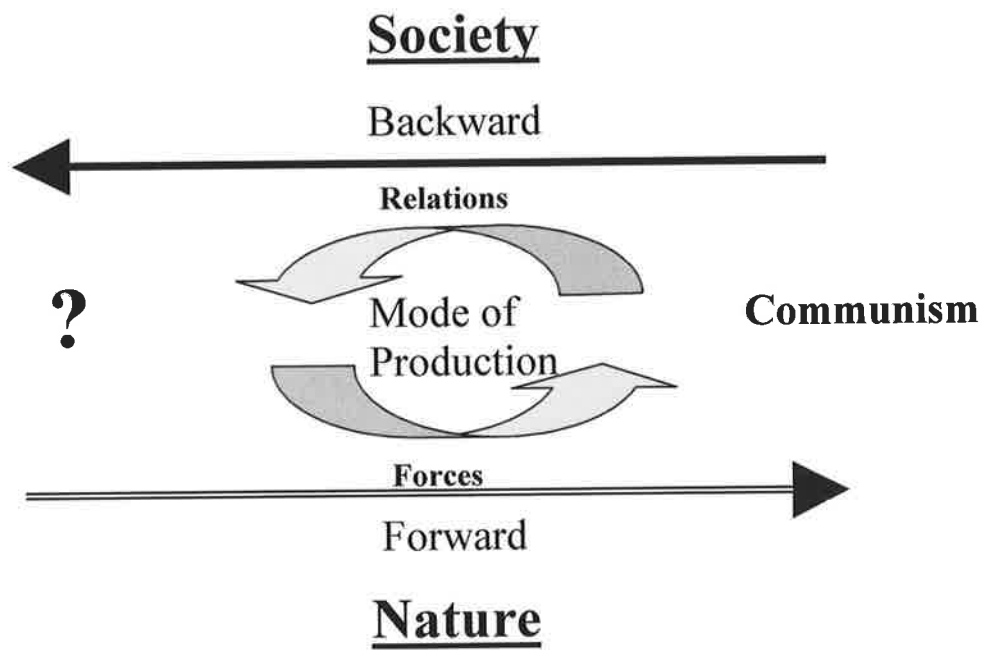 Society
Backward
Relations
?
Mode of
Production
Communism
Forces
Forward
Nature